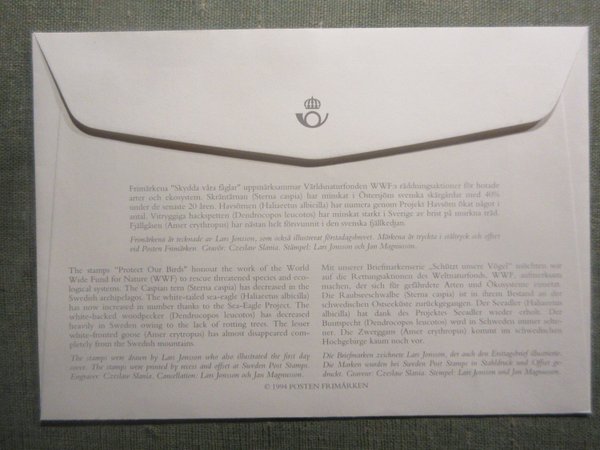 Frimärkena "Skydda våra fåglar" uppmärksammar Världsnaturfonden WWF:s räddningsaktioner för hotade
arter och ekosystem. Skräntärnan (Sterna caspia) har minskat i Östersjöns svenska skärgårdar med 40%
under de senaste 20 åren. Havsörnen (Haliaeetus albicilla) har numera genom Projekt Havsörn ökat något i
antal. Vitryggiga hackspetten (Dendrocopos leucotos) har minskat starkt i Sverige av brist på murkna träd.
Fjällgåsen (Anser erythropus) har nästan helt försvunnit i den svenska fjällkedjan.
Frimärkena är tecknade av Lars Jonsson, som också illustrerat förstadagsbrevet. Märkena är tryckta i ståltryck och offset
vid Posten Frimärken. Gravör: Czeslaw Slania. Stämpel: Lars Jonsson och Jan Magnusson.
The stamps "Protect Our Birds" honour the work of the World
Wide Fund for Nature (WWF) to rescue threatened species and eco-
logical systems. The Caspian tern (Sterna caspia) has decreased in the
Swedish archipelagos. The white-tailed sea-eagle (Haliaeetus albicilla)
has now increased in number thanks to the Sea-Eagle Project. The
white-backed woodpecker (Dendrocopos leucotos) has decreased
heavily in Sweden owing to the lack of rotting trees. The lesser
white-fronted goose (Anser erytropus) has almost disappeared com-
pletely from the Swedish mountains.
The stamps were drawn by Lars Jonsson who also illustrated the first day
cover. The stamps were printed by recess and offset at Sweden Post Stamps.
Engraver: Czeslaw Slania. Cancellation: Lars Jonsson and Jan Magnusson.
Mit unserer Briefmarkenserie „Schützt unsere Vögel" möchten wir
auf die Rettungsaktionen des Weltnaturfonds, WWF, aufmerksam
machen, der sich für gefährdete Arten und Ökosysteme einsetzt.
Die Raubseeschwalbe (Sterna caspia) ist in ihrem Bestand an der
schwedischen Ostseeküste zurückgegangen. Der Seeadler (Haliaeetus
albicilla) hat dank des Projektes Seeadler wieder erholt. Der
Buntspecht (Dendrocopos leucotos) wird in Schweden immer selte-
ner. Die Zwerggans (Anser erytropus) kommt im schwedischen
Hochgebirge kaum noch vor.
Die Briefmarken zeichnete Lars Jonsson, der auch den Ersttagsbrief illustrierte.
Die Marken wurden bei Sweden Post Stamps in Stahldruck und Offset ge-
druckt. Graveur: Czeslaw Slania; Stempel: Lars Jonsson und Jan Magnusson.
© 1994 POSTEN FRIMÄRKEN